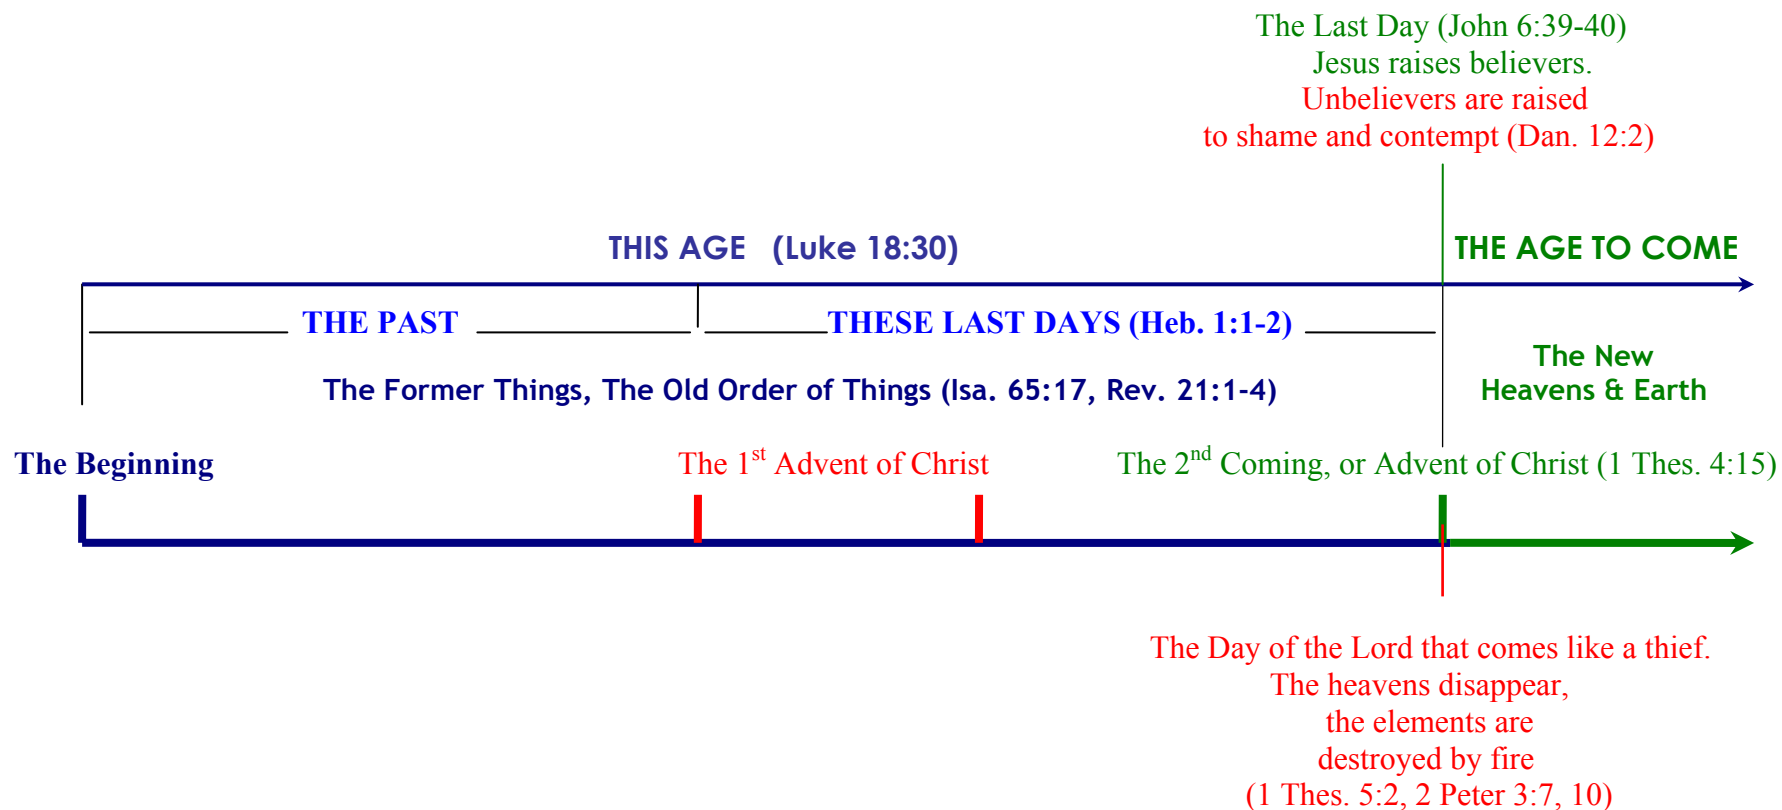 The Last Day (John 6:39-40)
Jesus raises believers.
Unbelievers are raised
to shame and contempt (Dan. 12:2)
THIS AGE (Luke 18:30)
THE AGE TO COME
THE PAST
THESE LAST DAYS (Heb. 1:1-2)
The New
Heavens & Earth
The Former Things, The Old Order of Things (Isa. 65:17, Rev. 21:1-4)
The Beginning
The 1st Advent of Christ
The 2nd Coming, or Advent of Christ (1 Thes. 4:15)
The Day of the Lord that comes like a thief.
The heavens disappear,
the elements are
destroyed by fire
(1 Thes. 5:2, 2 Peter 3:7, 10)